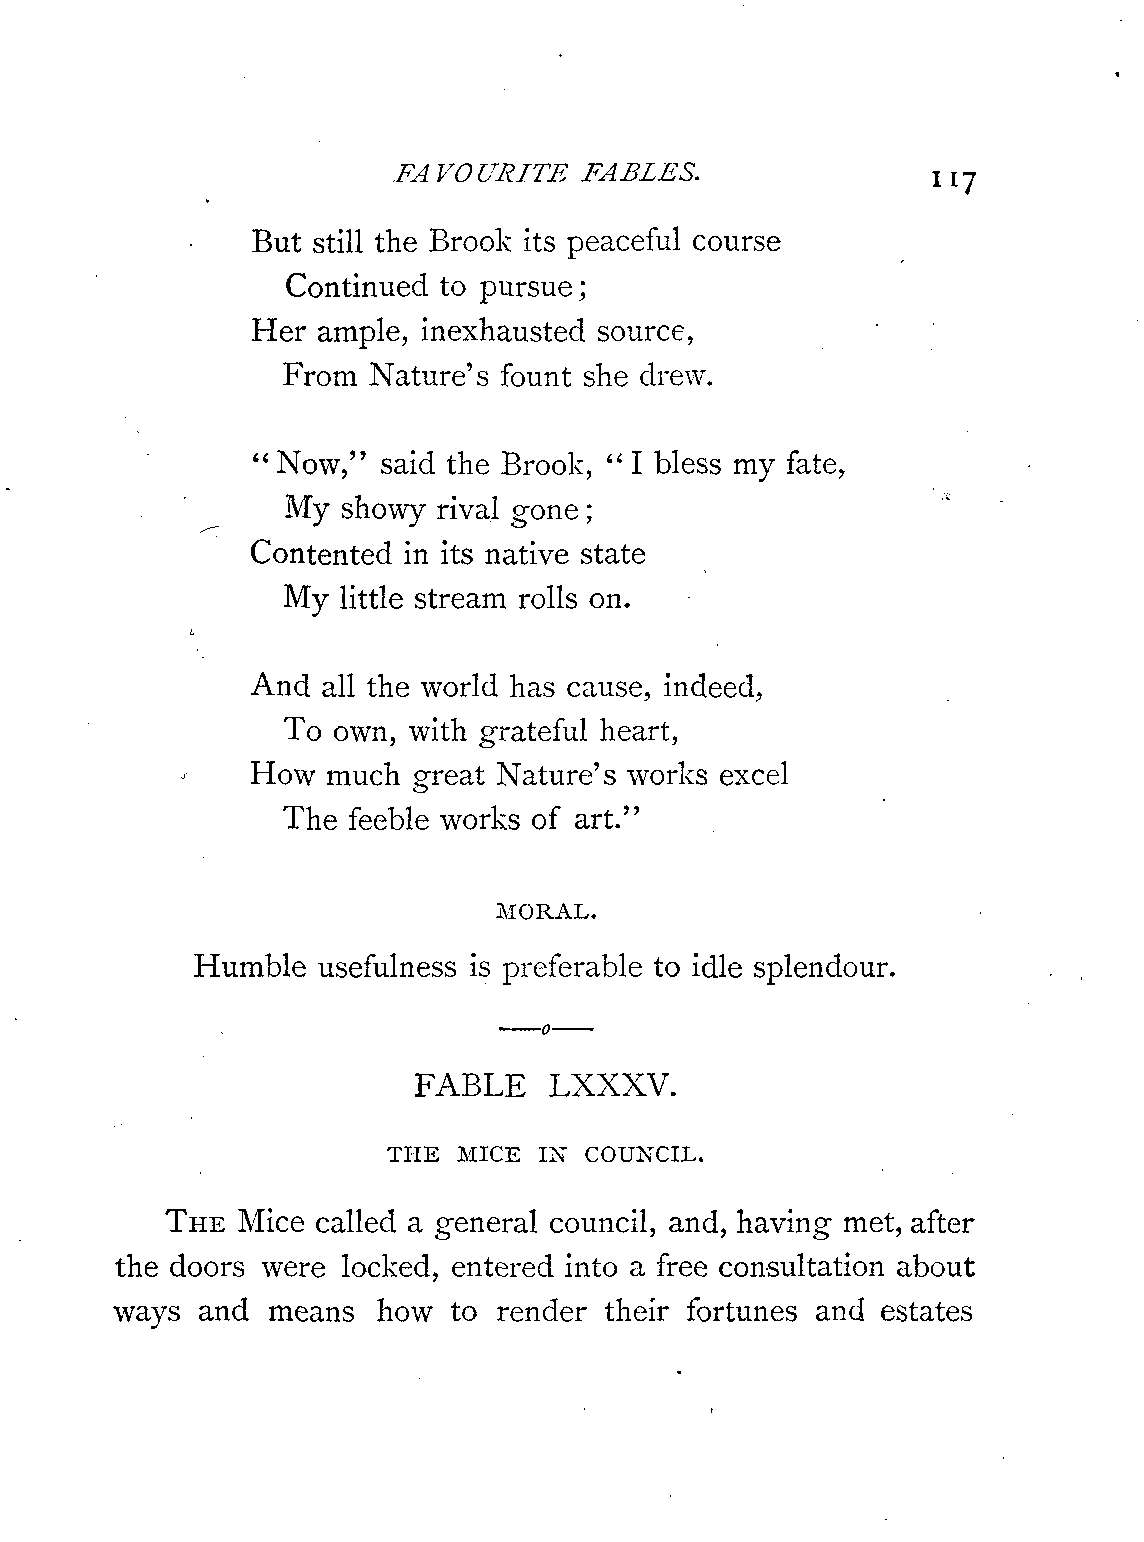 FAVOURITE FABLES. 117
But still the Brook its peaceful course
Continued to pursue;
Her ample, inexhausted source,
From Nature's fount she drew.
"Now," said the Brook, "I bless my fate,
My showy rival gone;
Contented in its native state
My little stream rolls on.
And all the world has cause, indeed,
To own, with grateful heart,
How much great Nature's works excel
The feeble works of art."
MORAL.
Humble usefulness is preferable to idle splendour.
——o——
FABLE LXXXV.
THE MICE IN COUNCIL.
THE Mice called a general council, and, having met, after
the doors were locked, entered into a free consultation about
ways and means how to render their fortunes and estates